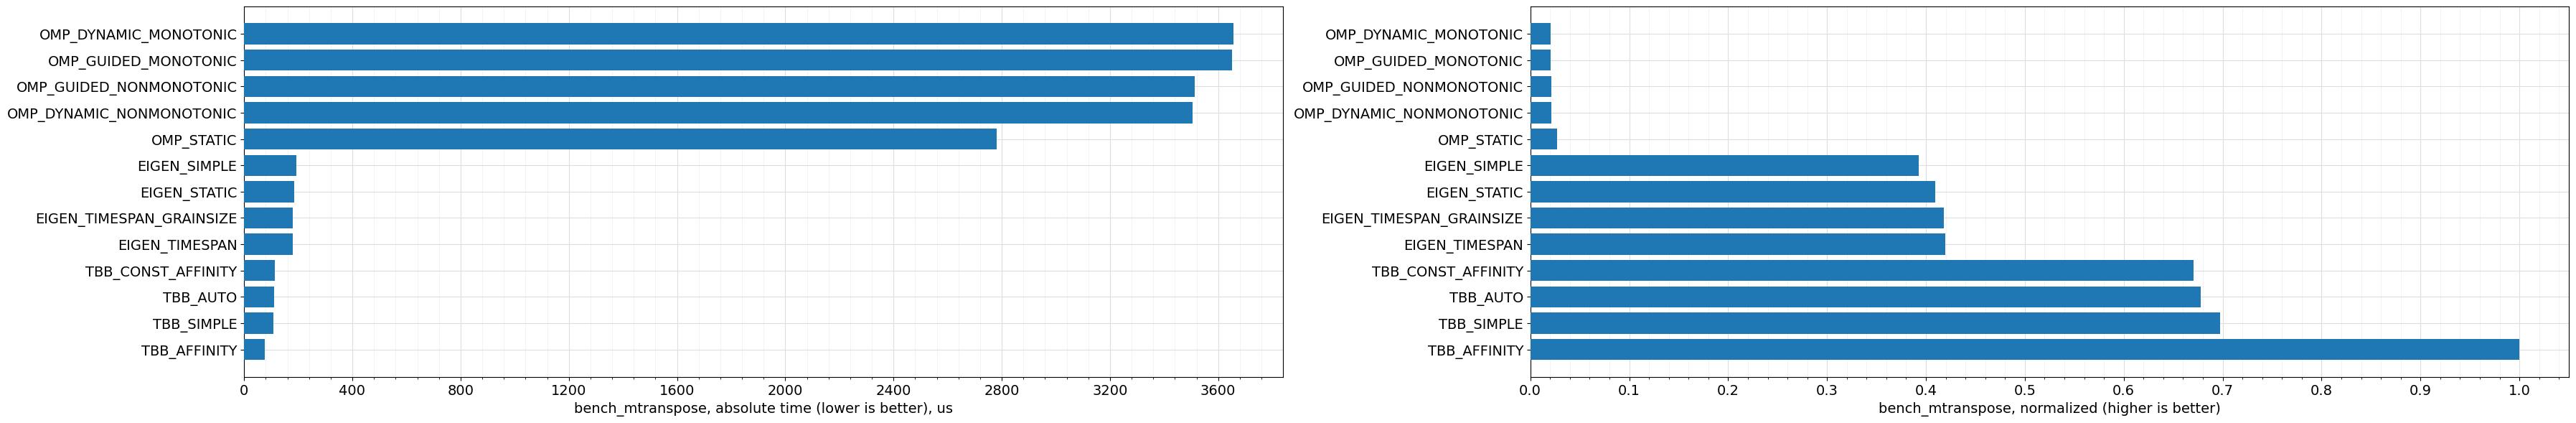 OMP_DYNAMIC_MONOTONIC
OMP_GUIDED_MONOTONIC
OMP_GUIDED_NONMONOTONIC
OMP_DYNAMIC_NONMONOTONIC
OMP_STATIC
EIGEN_SIMPLE
EIGEN_STATIC
EIGEN_TIMESPAN_GRAINSIZE
EIGEN_TIMESPAN
TBB_CONST_AFFINITY
TBB_AUTO
TBB_SIMPLE
TBB_AFFINITY
0 400 800 1200 1600 2000 2400 2800 3200 3600
bench_mtranspose, absolute time (lower is better), us
OMP_DYNAMIC_MONOTONIC
OMP_GUIDED_MONOTONIC
OMP_GUIDED_NONMONOTONIC
OMP_DYNAMIC_NONMONOTONIC
OMP_STATIC
EIGEN_SIMPLE
EIGEN_STATIC
EIGEN_TIMESPAN_GRAINSIZE
EIGEN_TIMESPAN
TBB_CONST_AFFINITY
TBB_AUTO
TBB_SIMPLE
TBB_AFFINITY
0.0 0.1 0.2 0.3 0.4 0.5 0.6 0.7 0.8 0.9 1.0
bench_mtranspose, normalized (higher is better)